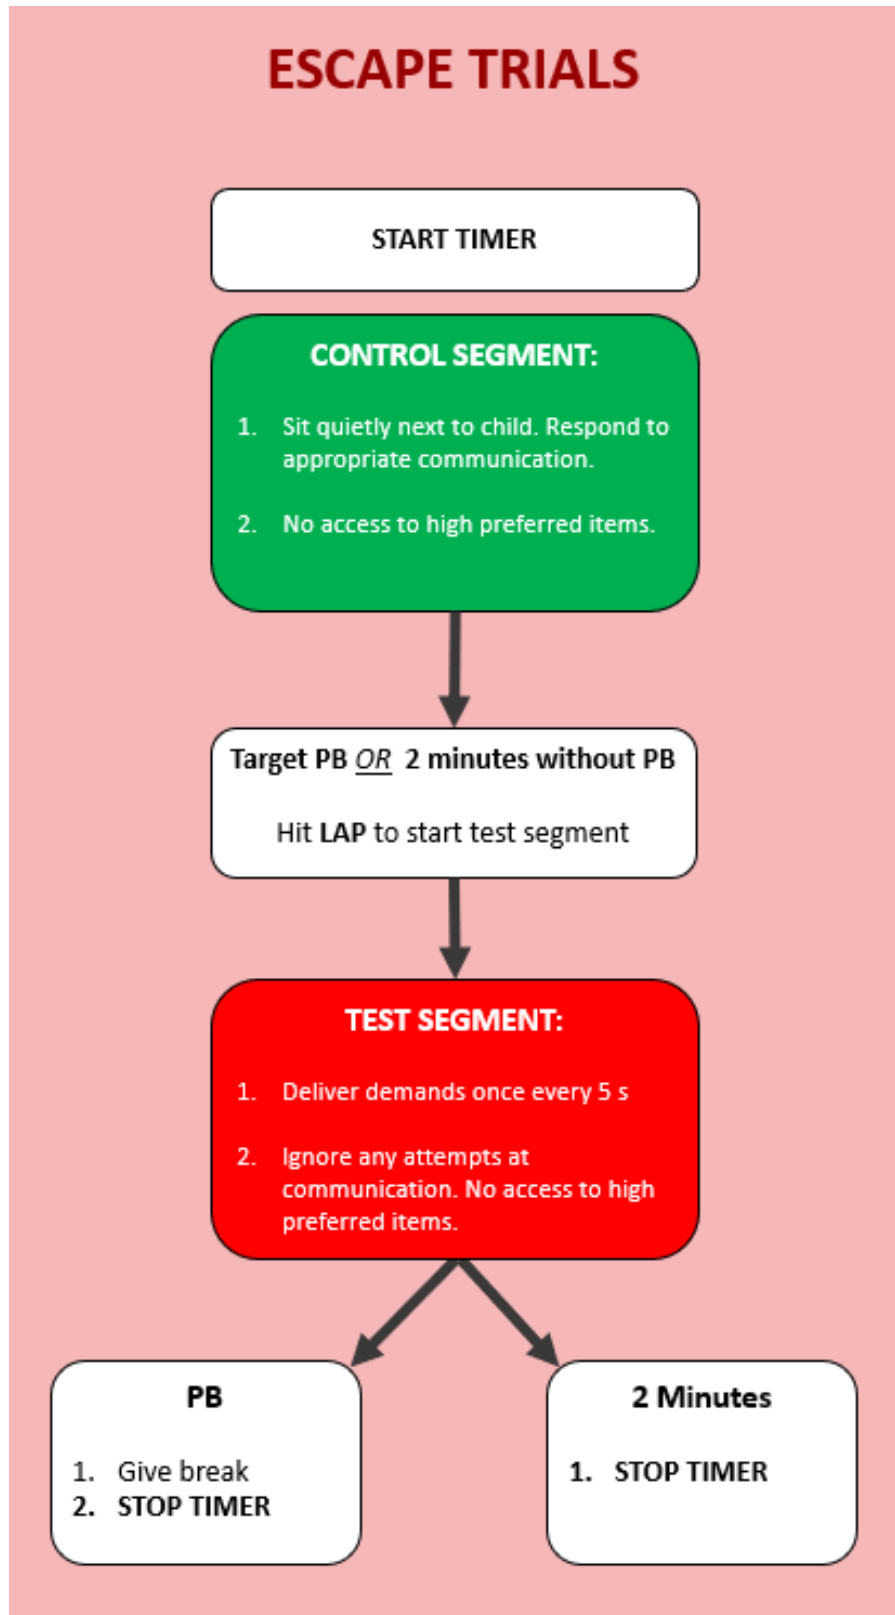 ESCAPE TRIALS
START TIMER
CONTROL SEGMENT:
1. Sit quietly next to child. Respond to
appropriate communication.
2. No access to high preferred items.
Target PB OR 2 minutes without PB
Hit LAP to start test segment
TEST SEGMENT:
1. Deliver demands once every 5 s
2. Ignore any attempts at
communication. No access to high
preferred items.
PB
1. Give break
2. STOP TIMER
2 Minutes
1. STOP TIMER